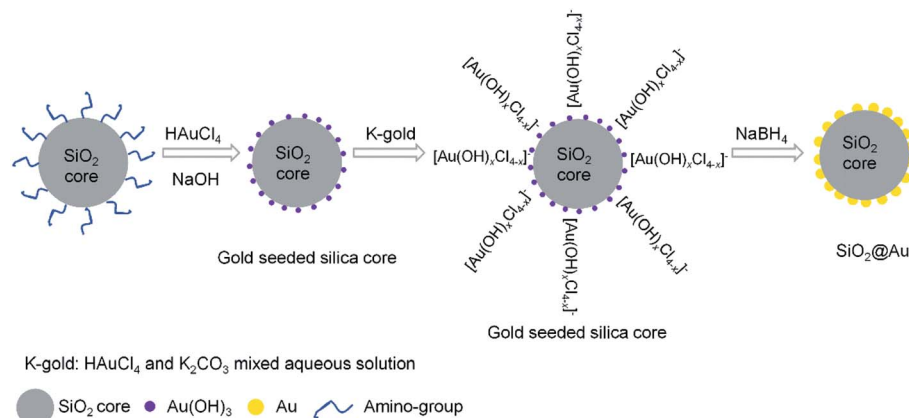 SiO₂
core
HAuCl₄
NaOH
SiO₂
core
Gold seeded silica core
K-gold
[Au(OH)ₓCl₄₋ₓ]⁻
[Au(OH)ₓCl₄₋ₓ]⁻
[Au(OH)ₓCl₄₋ₓ]⁻
[Au(OH)ₓCl₄₋ₓ]⁻
SiO₂
core
[Au(OH)ₓCl₄₋ₓ]⁻
[Au(OH)ₓCl₄₋ₓ]⁻
[Au(OH)ₓCl₄₋ₓ]⁻
[Au(OH)ₓCl₄₋ₓ]⁻
Gold seeded silica core
NaBH₄
SiO₂
core
SiO₂@Au
K-gold: HAuCl₄ and K₂CO₃ mixed aqueous solution
SiO₂ core Au(OH)₃ Au Amino-group